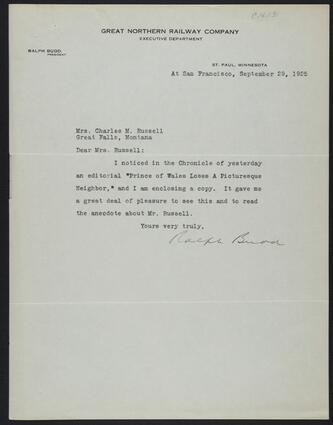 GREAT NORTHERN RAILWAY COMPANY
EXECUTIVE DEPARTMENT
RALPH BUDD,
PRESIDENT
ST. PAUL, MINNESOTA
At San Francisco, September 29, 1925
Mrs. Charles M. Russell
Great Falls, Montana
Dear Mrs. Russell:
I noticed in the Chronicle of yesterday
an editorial "Prince of Wales Loses A Picturesque
Neighbor," and I am enclosing a copy. It gave me
a great deal of pleasure to see this and to read
the anecdote about Mr. Russell.
Yours very truly,
Ralph Budd